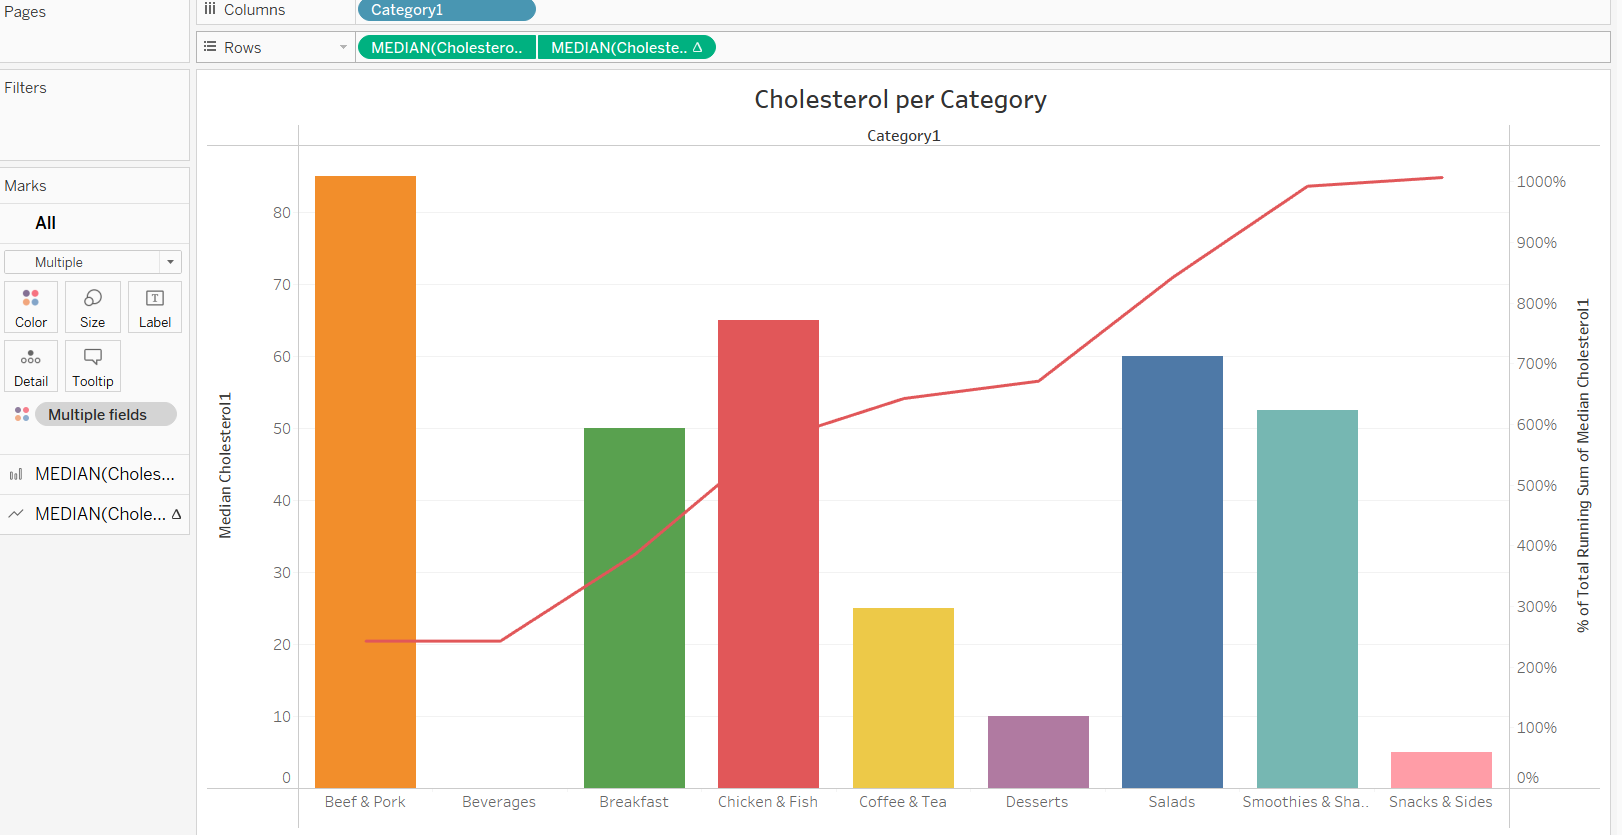 Pages
Columns
Category1
Rows
MEDIAN(Cholestero..
MEDIAN(Choleste.. Δ
Filters
Marks
All
Multiple
Color
Size
Label
Detail
Tooltip
Multiple fields
MEDIAN(Choles...
MEDIAN(Chole... Δ
Cholesterol per Category
Category1
Median Cholesterol1
80
70
60
50
40
30
20
10
0
1000%
900%
800%
700%
600%
500%
400%
300%
200%
100%
0%
% of Total Running Sum of Median Cholesterol1
Beef & Pork
Beverages
Breakfast
Chicken & Fish
Coffee & Tea
Desserts
Salads
Smoothies & Sha..
Snacks & Sides